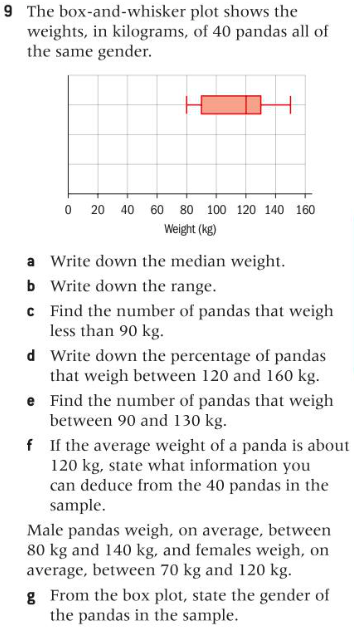 9 The box-and-whisker plot shows the
weights, in kilograms, of 40 pandas all of
the same gender.
0 20 40 60 80 100 120 140 160
Weight (kg)
a Write down the median weight.
b Write down the range.
c Find the number of pandas that weigh
less than 90 kg.
d Write down the percentage of pandas
that weigh between 120 and 160 kg.
e Find the number of pandas that weigh
between 90 and 130 kg.
f If the average weight of a panda is about
120 kg, state what information you
can deduce from the 40 pandas in the
sample.
Male pandas weigh, on average, between
80 kg and 140 kg, and females weigh, on
average, between 70 kg and 120 kg.
g From the box plot, state the gender of
the pandas in the sample.